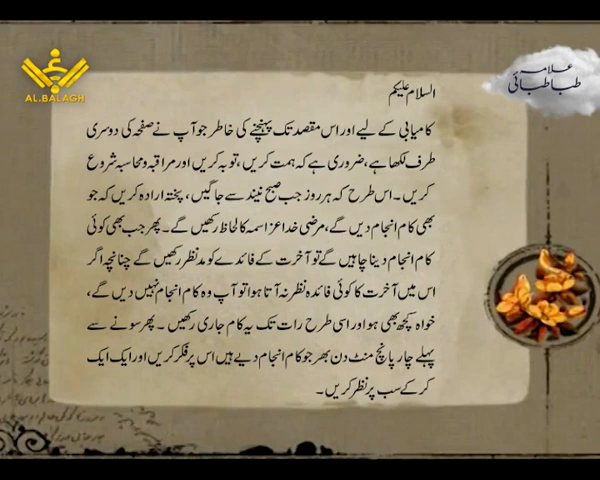 AL.BALAGH
علامہ
طباطبائی
السلام علیکم
کامیابی کے لیے اور اس مقصد تک پہنچنے کی خاطر جو آپ نے صفحہ کی دوسری
طرف لکھا ہے، ضروری ہے کہ ہمت کریں، توبہ کریں اور مراقبہ و محاسبہ شروع
کریں۔ اس طرح کہ ہر روز جب صبح نیند سے جاگیں، پختہ ارادہ کریں کہ جو
بھی کام انجام دیں گے، مرضی خدا عز اسمہ کا لحاظ رکھیں گے۔ پھر جب بھی کوئی
کام انجام دینا چاہیں گے تو آخرت کے فائدے کو مدنظر رکھیں گے چنانچہ اگر
اس میں آخرت کا کوئی فائدہ نظر نہ آتا ہو تو آپ وہ کام انجام نہیں دیں گے،
خواہ کچھ بھی ہو اور اسی طرح رات تک یہ کام جاری رکھیں۔ پھر سونے سے
پہلے چار پانچ منٹ دن بھر جو کام انجام دیے ہیں اس پر فکر کریں اور ایک ایک
کر کے سب پر نظر کریں۔